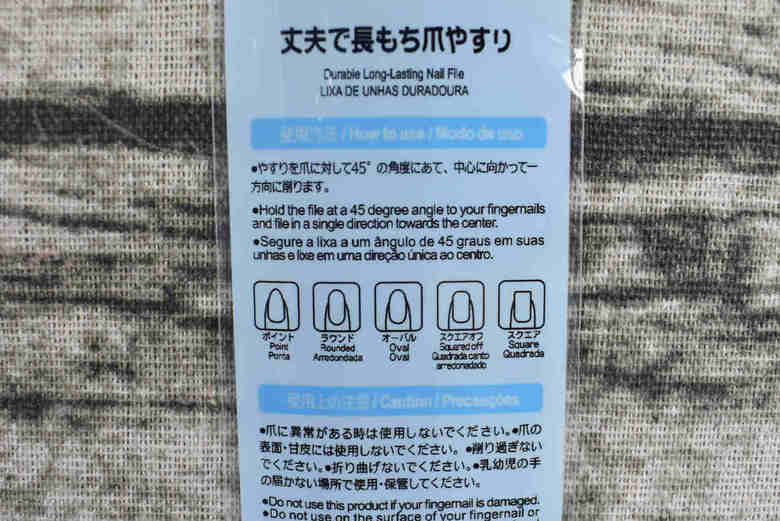 丈夫で長もち爪やすり
Durable Long-Lasting Nail File
LIXA DE UNHAS DURADOURA
使用方法 / How to use / Modo de uso
●やすりを爪に対して45°の角度にあて、中心に向かって一
方向に削ります。
●Hold the file at a 45 degree angle to your fingernails
and file in a single direction towards the center.
●Segure a lixa a um ângulo de 45 graus em suas
unhas e lixe em uma direção única ao centro.
ポイント
Point
Ponta
ラウンド
Rounded
Arredondada
オーバル
Oval
Oval
スクエアオフ
Squared off
Quadrada canto
arredondado
スクエア
Square
Quadrada
使用上の注意 / Caution / Precauções
●爪に異常がある時は使用しないでください。●爪の
表面・甘皮には使用しないでください。●削り過ぎない
でください。●折り曲げないでください。●乳幼児の手
の届かない場所で使用・保管してください。
●Do not use this product if your fingernail is damaged.
●Do not use on the surface of your fingernail or